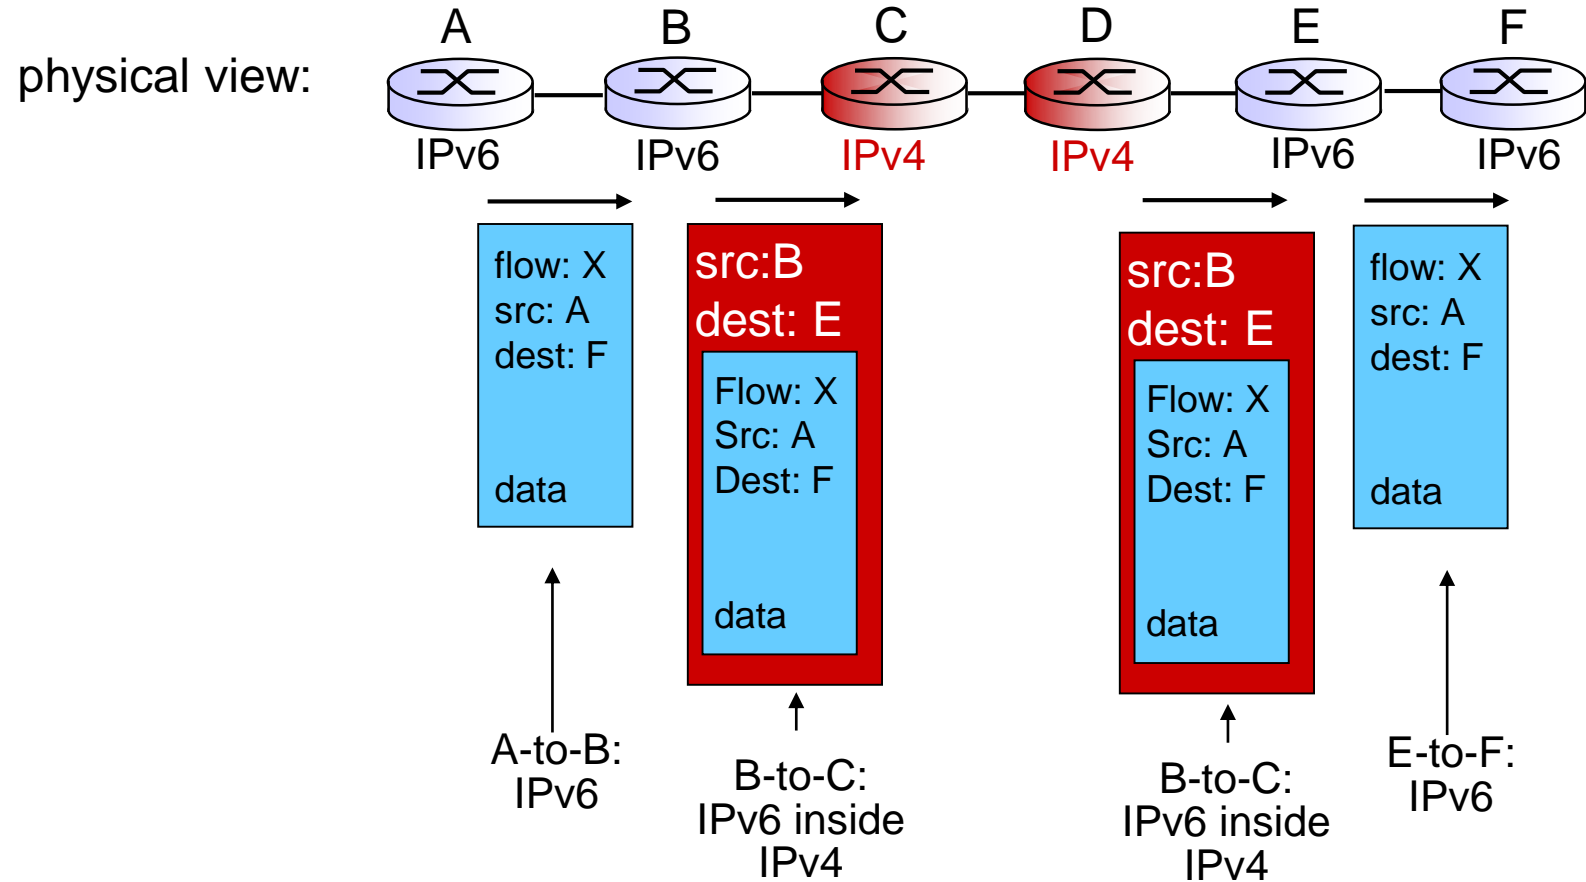 A
B
C
D
E
F
physical view:
IPv6
IPv6
IPv4
IPv4
IPv6
IPv6
flow: X
src: A
dest: F
data
src:B
dest: E
Flow: X
Src: A
Dest: F
data
src:B
dest: E
Flow: X
Src: A
Dest: F
data
flow: X
src: A
dest: F
data
A-to-B:
IPv6
B-to-C:
IPv6 inside
IPv4
B-to-C:
IPv6 inside
IPv4
E-to-F:
IPv6